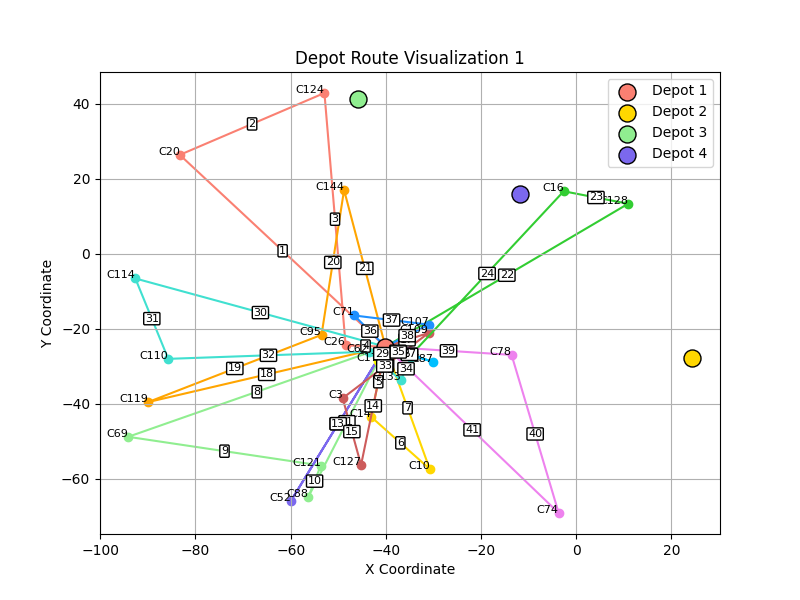 Depot Route Visualization 1
Depot 1
Depot 2
Depot 3
Depot 4
Y Coordinate
X Coordinate
40
20
0
−20
−40
−60
−100
−80
−60
−40
−20
0
20
C124
C20
C144
C16
C128
C114
C71
C107
C109
C95
C26
C110
C78
C119
C3
C69
C121
C127
C10
C52
C88
C74
2
3
1
20
21
23
24
22
30
31
37
36
38
39
29
35
32
33
34
19
18
8
14
7
13
15
6
9
10
41
40